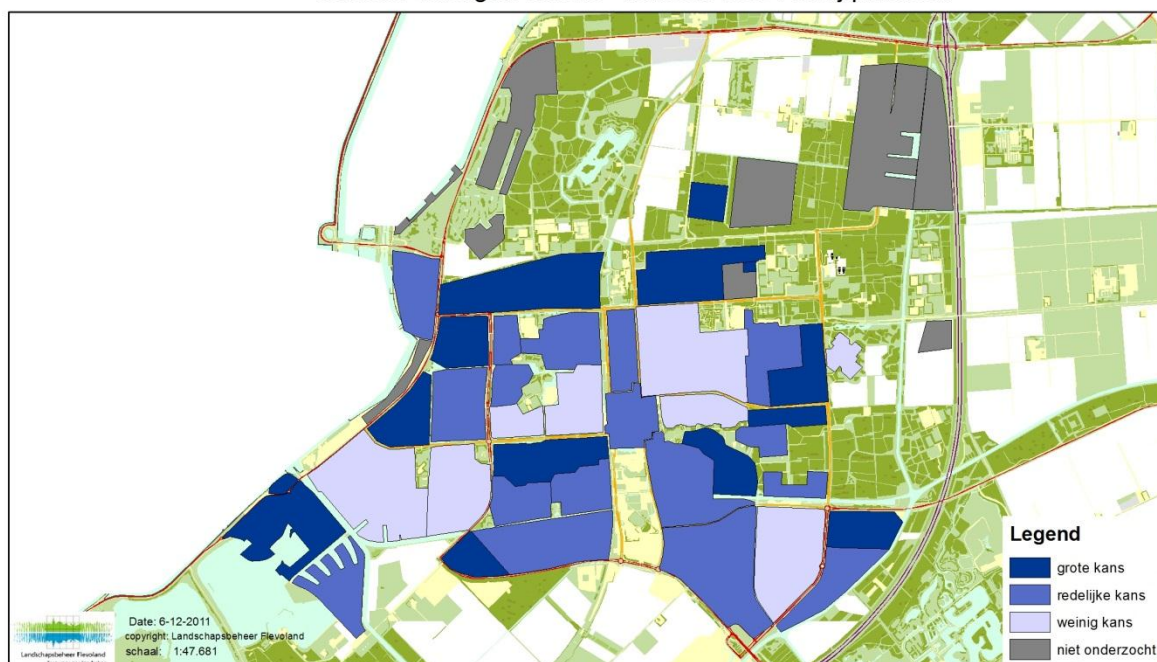 Legend
grote kans
redelijke kans
weinig kans
niet onderzocht
Date: 6-12-2011
copyright: Landschapsbeheer Flevoland
schaal: 1:47.681
Landschapsbeheer Flevoland